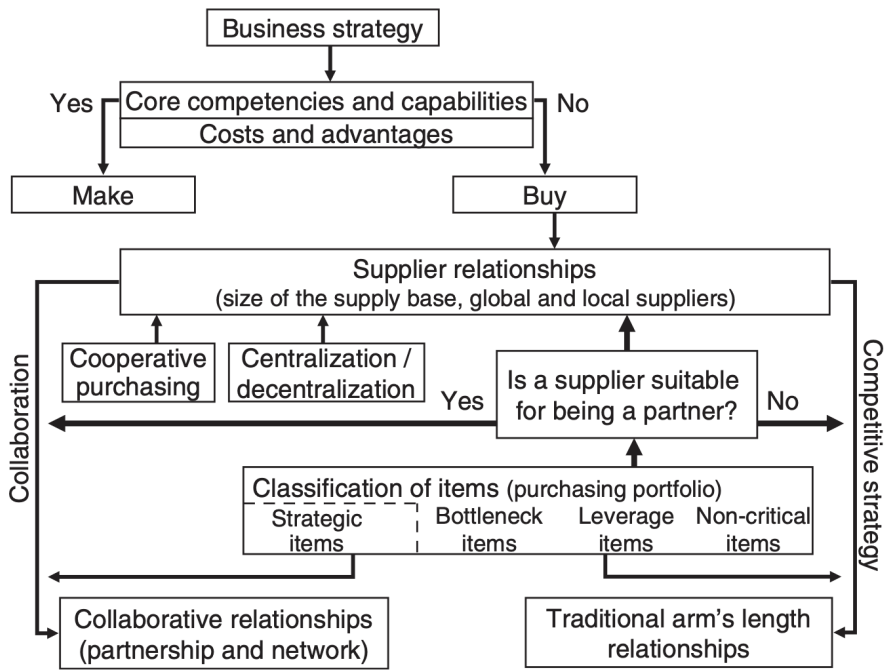 Business strategy
Yes
Core competencies and capabilities
No
Costs and advantages
Make
Buy
Supplier relationships
(size of the supply base, global and local suppliers)
Cooperative
purchasing
Centralization /
decentralization
Is a supplier suitable
for being a partner?
Yes
No
Collaboration
Competitive strategy
Classification of items (purchasing portfolio)
Strategic
items
Bottleneck
items
Leverage
items
Non-critical
items
Collaborative relationships
(partnership and network)
Traditional arm's length
relationships